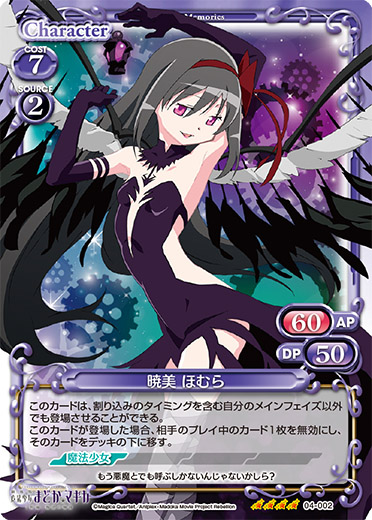 Character
Memories
COST
7
SOURCE
2
60 AP
DP 50
暁美 ほむら
このカードは、割り込みのタイミングを含む自分のメインフェイズ以外
でも登場させることができる。
このカードが登場した場合、相手のプレイ中のカード1枚を無効にし、
そのカードをデッキの下に移す。
魔法少女
もう悪魔とでも呼ぶしかないんじゃないかしら?
魔法少女まどか☆マギカ
04-002
©Magica Quartet／Aniplex・Madoka Movie Project Rebellion